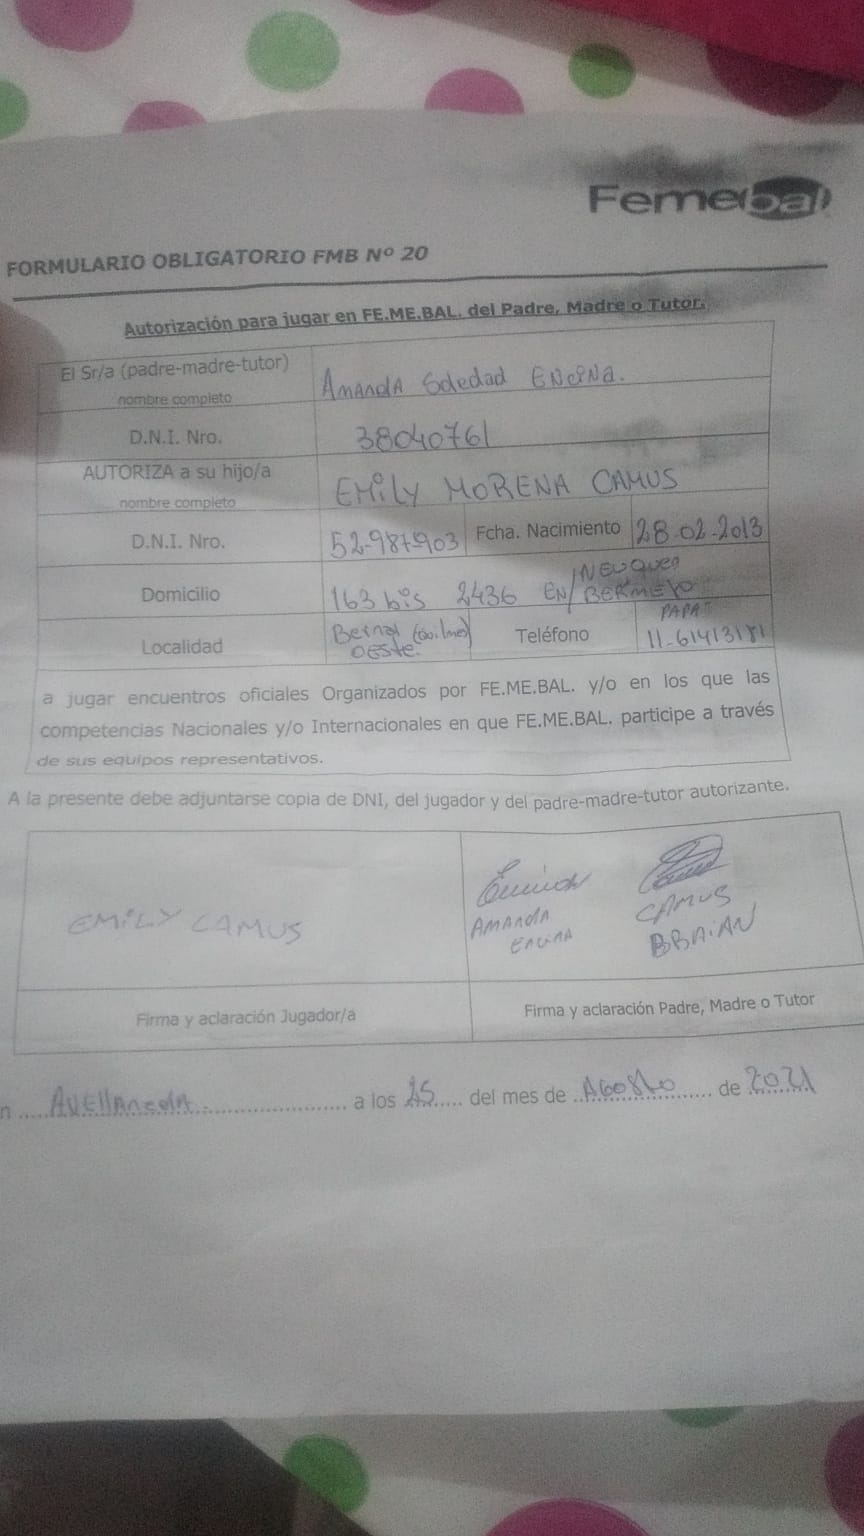 Femebal
FORMULARIO OBLIGATORIO FMB Nº 20
Autorización para jugar en FE.ME.BAL. del Padre, Madre o Tutor.
El Sr/a (padre-madre-tutor)
nombre completo
AMANDA Soledad ENCINA.
D.N.I. Nro.
38040761
AUTORIZA a su hijo/a
nombre completo
EMILY MORENA CAMUS
D.N.I. Nro.
52-987-903
Fcha. Nacimiento
28-02-2013
Domicilio
163 bis 2436 EN/ NEUQUEN
BERMEJO
Localidad
Bernal (Quilmes)
OESTE.
Teléfono
PAPA
11-61413181
a jugar encuentros oficiales Organizados por FE.ME.BAL. y/o en los que las
competencias Nacionales y/o Internacionales en que FE.ME.BAL. participe a través
de sus equipos representativos.
A la presente debe adjuntarse copia de DNI, del jugador y del padre-madre-tutor autorizante.
EMILY CAMUS
AMANDA
ENCINA
CAMUS
BRAIAN
Firma y aclaración Jugador/a
Firma y aclaración Padre, Madre o Tutor
n ..... AVELLANEDA ..................... a los 25 ..... del mes de .. AGOSTO ...... de 2021